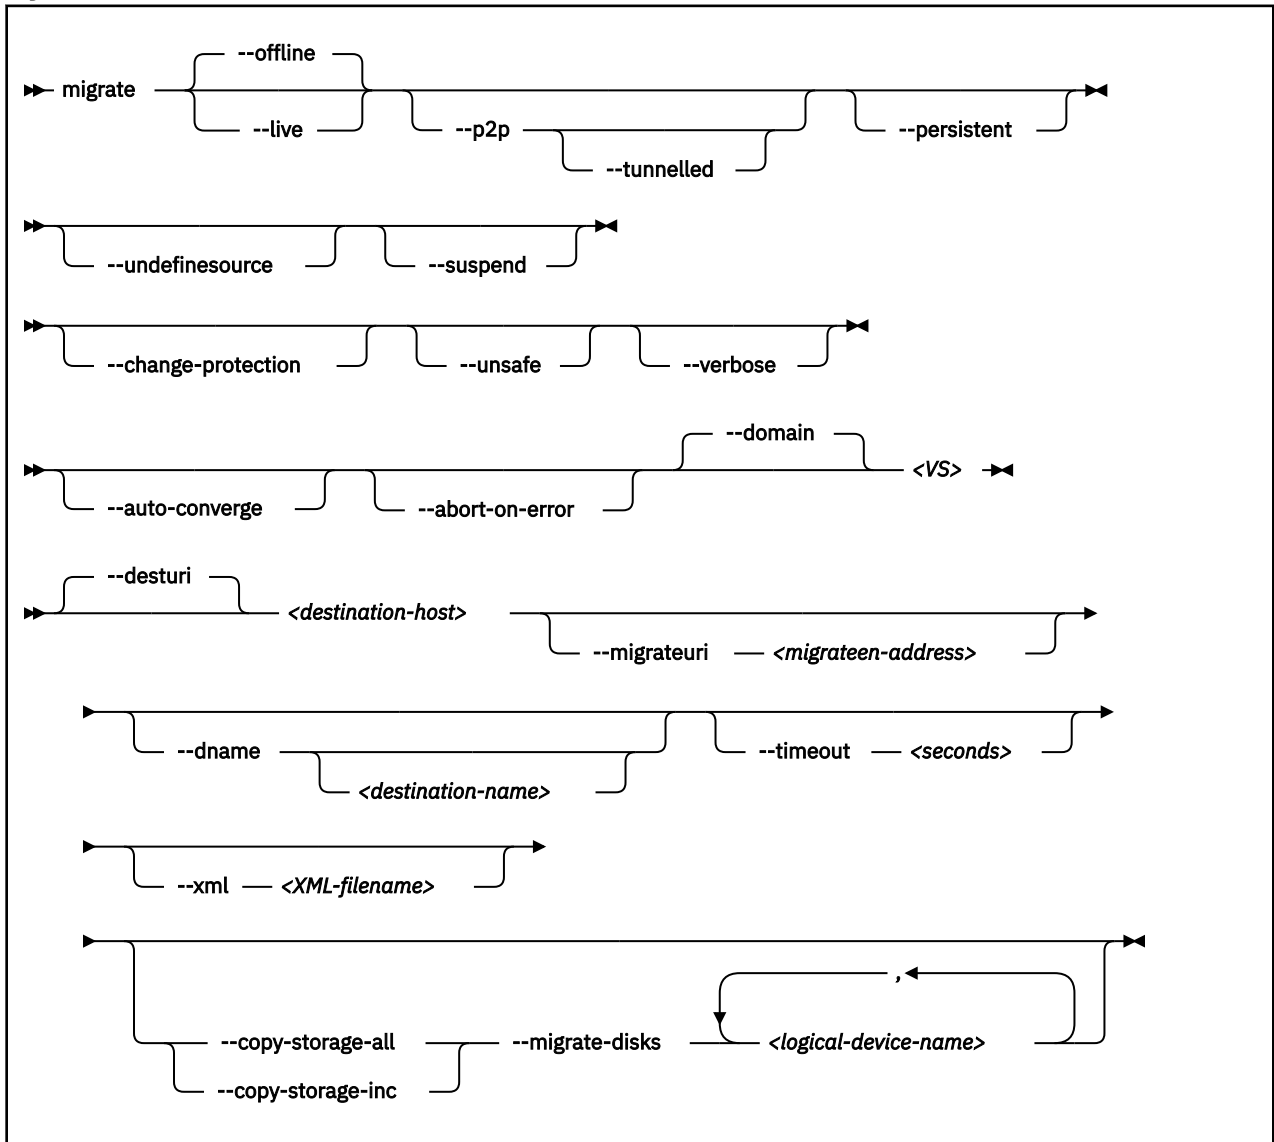 --offline
migrate
--live --p2p --persistent
--tunnelled
--undefinesource --suspend
--change-protection --unsafe --verbose
--domain
<VS>
--auto-converge --abort-on-error
--desturi
<destination-host>
--migrateuri <migrateen-address>
--dname --timeout <seconds>
<destination-name>
--xml <XML-filename>
,
--copy-storage-all --migrate-disks <logical-device-name>
--copy-storage-inc